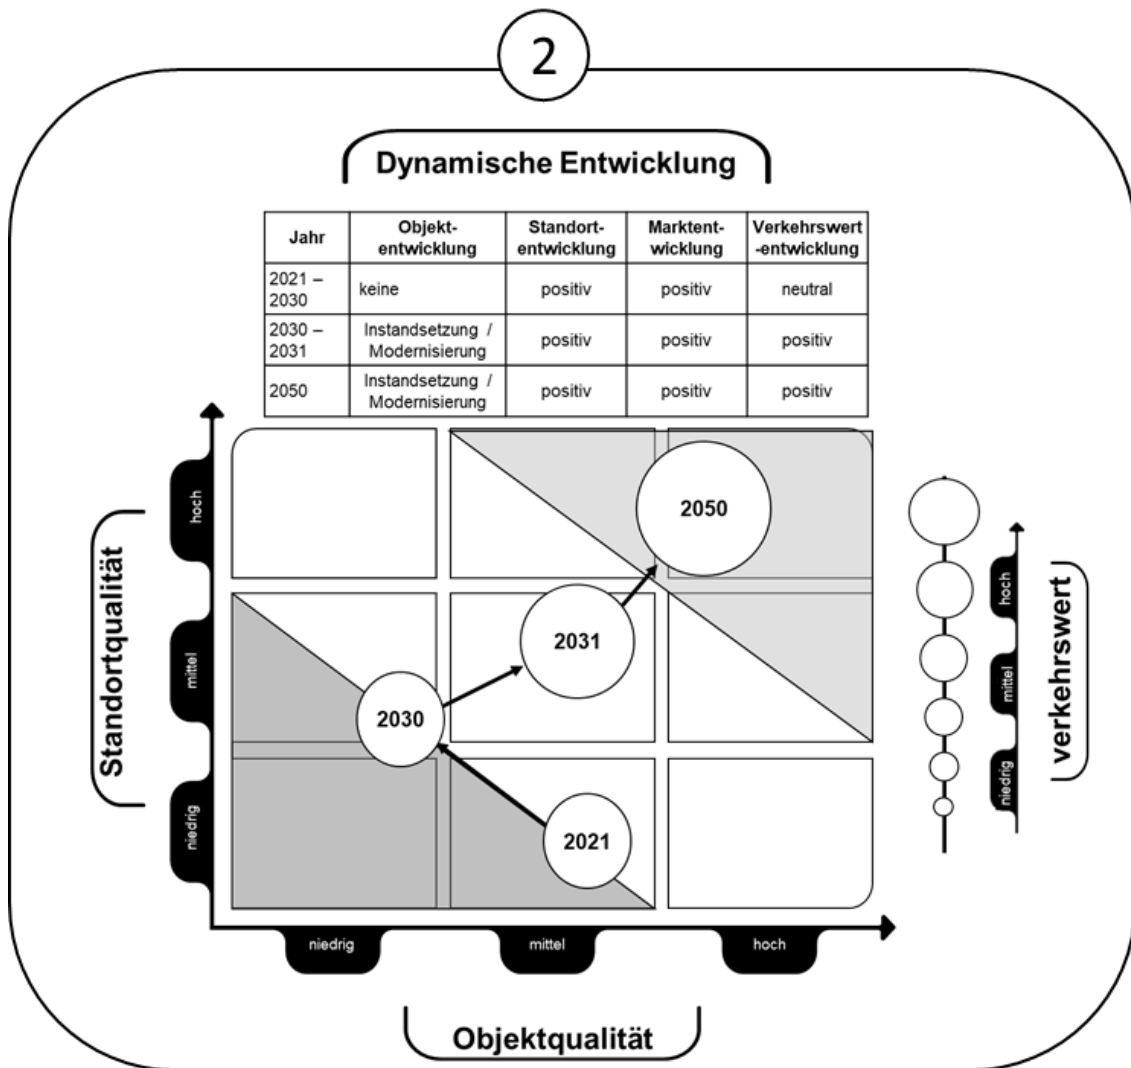 2
Dynamische Entwicklung
Jahr
Objekt-
entwicklung
Standort-
entwicklung
Marktent-
wicklung
Verkehrswert
-entwicklung
2021 –
2030
keine
positiv
positiv
neutral
2030 –
2031
Instandsetzung /
Modernisierung
positiv
positiv
positiv
2050
Instandsetzung /
Modernisierung
positiv
positiv
positiv
Standortqualität
hoch
mittel
niedrig
2050
2031
2030
2021
niedrig
mittel
hoch
Objektqualität
hoch
mittel
niedrig
verkehrswert